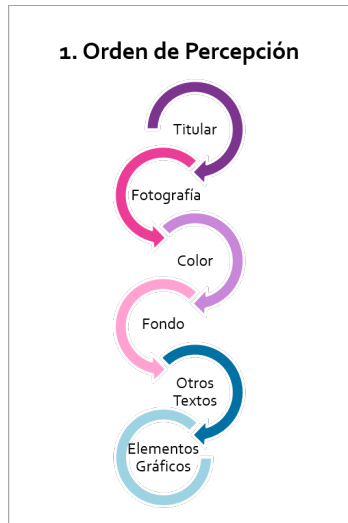 1. Orden de Percepción
Titular
Fotografía
Color
Fondo
Otros
Textos
Elementos
Gráficos